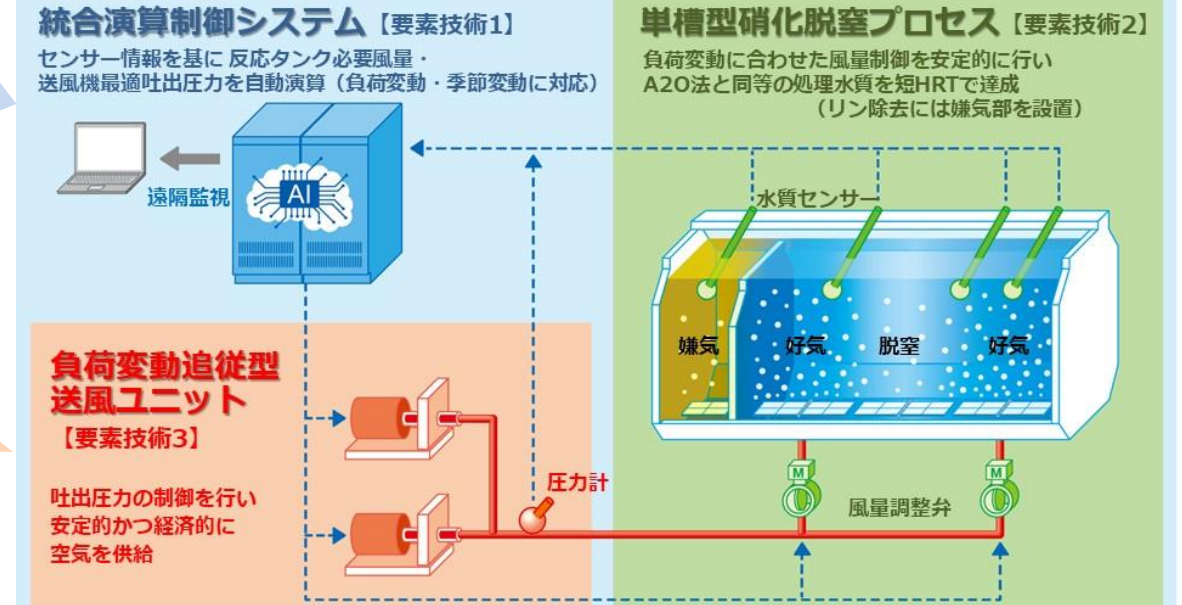 統合演算制御システム【要素技術1】
センサー情報を基に 反応タンク必要風量・
送風機最適吐出圧力を自動演算（負荷変動・季節変動に対応）
遠隔監視
AI
単槽型硝化脱窒プロセス【要素技術2】
負荷変動に合わせた風量制御を安定的に行い
A2O法と同等の処理水質を短HRTで達成
（リン除去には嫌気部を設置）
水質センサー
嫌気
好気
脱窒
好気
M
M
風量調整弁
負荷変動追従型
送風ユニット
【要素技術3】
吐出圧力の制御を行い
安定的かつ経済的に
空気を供給
圧力計